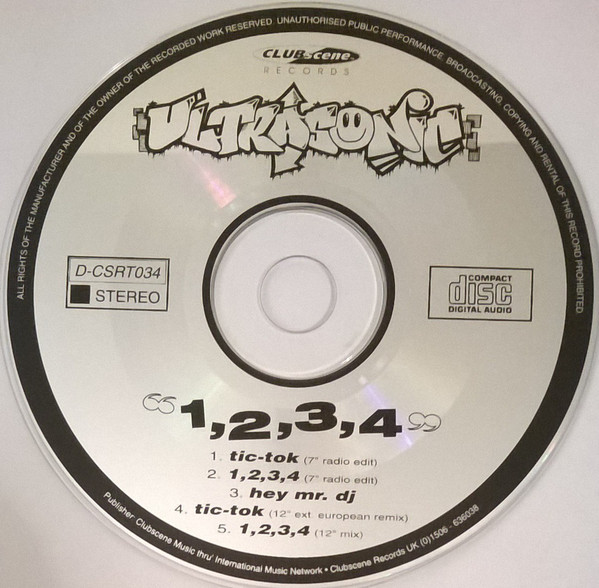 ALL RIGHTS OF THE MANUFACTURER AND OF THE OWNER OF THE RECORDED WORK RESERVED. UNAUTHORISED PUBLIC PERFORMANCE. BROADCASTING, COPYING AND RENTAL OF THIS RECORD PROHIBITED.
CLUBscene
RECORDS
ULTRASONIC
D-CSRT034
STEREO
COMPACT
disc
DIGITAL AUDIO
“1,2,3,4”
1. tic-tok (7" radio edit)
2. 1,2,3,4 (7" radio edit)
3. hey mr. dj
4. tic-tok (12" ext european remix)
5. 1,2,3,4 (12" mix)
Publisher: Clubscene Music thru' International Music Network • Clubscene Records UK (0)1506 - 636038